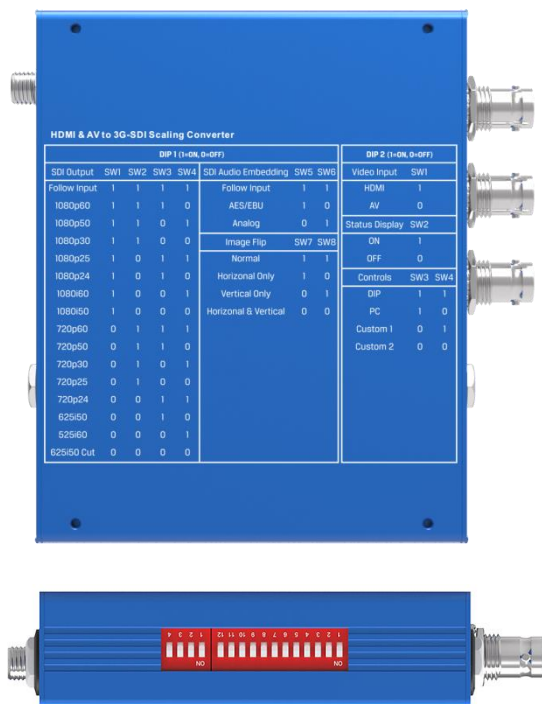 HDMI & AV to 3G-SDI Scaling Converter
DIP 1 (1=ON, 0=OFF) DIP 2 (1=ON, 0=OFF)
SDI Output SW1 SW2 SW3 SW4 SDI Audio Embedding SW5 SW6 Video Input SW1
Follow Input 1 1 1 1 Follow Input 1 1 HDMI 1
1080p60 1 1 1 0 AES/EBU 1 0 AV 0
1080p50 1 1 0 1 Analog 0 1 Status Display SW2
1080p30 1 1 0 0 Image Flip SW7 SW8 ON 1
1080p25 1 0 1 1 Normal 1 1 OFF 0
1080p24 1 0 1 0 Horizonal Only 1 0 Controls SW3 SW4
1080i60 1 0 0 1 Vertical Only 0 1 DIP 1 1
1080i50 1 0 0 0 Horizonal & Vertical 0 0 PC 1 0
720p60 0 1 1 1 Custom 1 0 1
720p50 0 1 1 0 Custom 2 0 0
720p30 0 1 0 1
720p25 0 1 0 0
720p24 0 0 1 1
625i50 0 0 1 0
525i60 0 0 0 1
625i50 Cut 0 0 0 0
4 3 2 1 12 11 10 9 8 7 6 5 4 3 2 1
ON ON